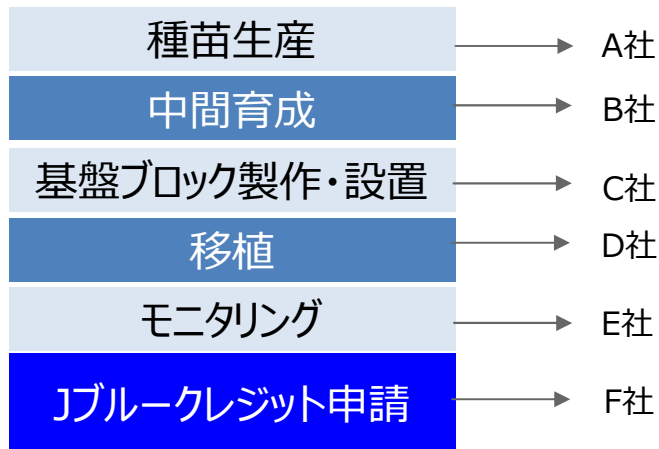 種苗生産 A社
中間育成 B社
基盤ブロック製作・設置 C社
移植 D社
モニタリング E社
Jブルークレジット申請 F社